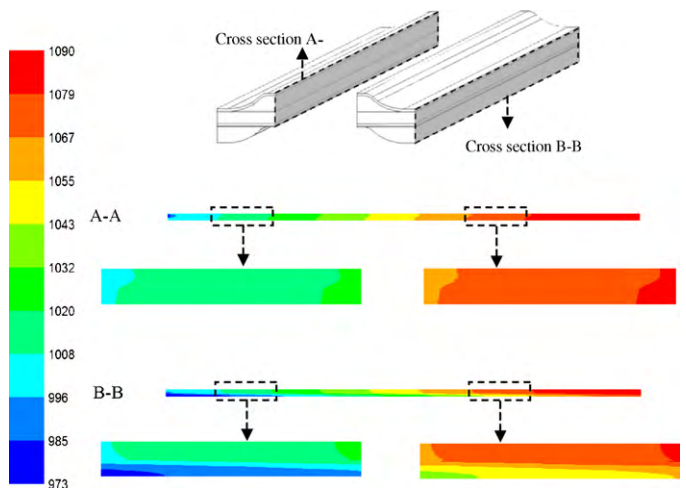 1090
1079
1067
1055
1043
1032
1020
1008
996
985
973
Cross section A-
Cross section B-B
A-A
B-B